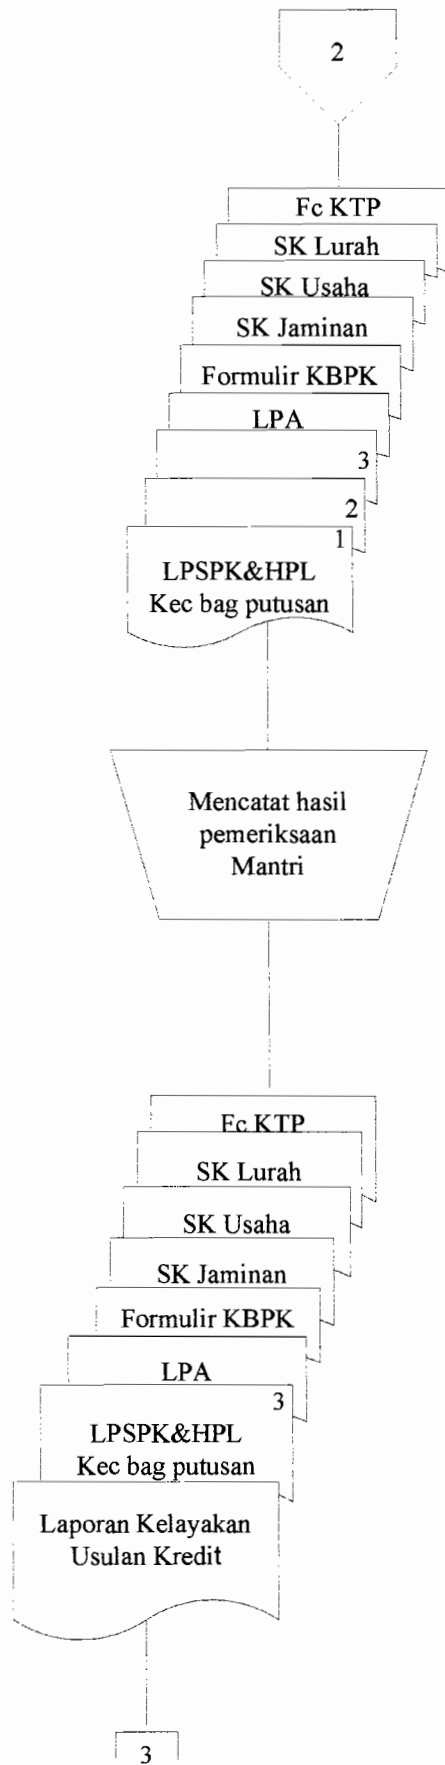 2
Fc KTP
SK Lurah
SK Usaha
SK Jaminan
Formulir KBPK
LPA
3
2
1
LPSPK&HPL
Kec bag putusan
Mencatat hasil
pemeriksaan
Mantri
Fc KTP
SK Lurah
SK Usaha
SK Jaminan
Formulir KBPK
LPA
3
LPSPK&HPL
Kec bag putusan
Laporan Kelayakan
Usulan Kredit
3